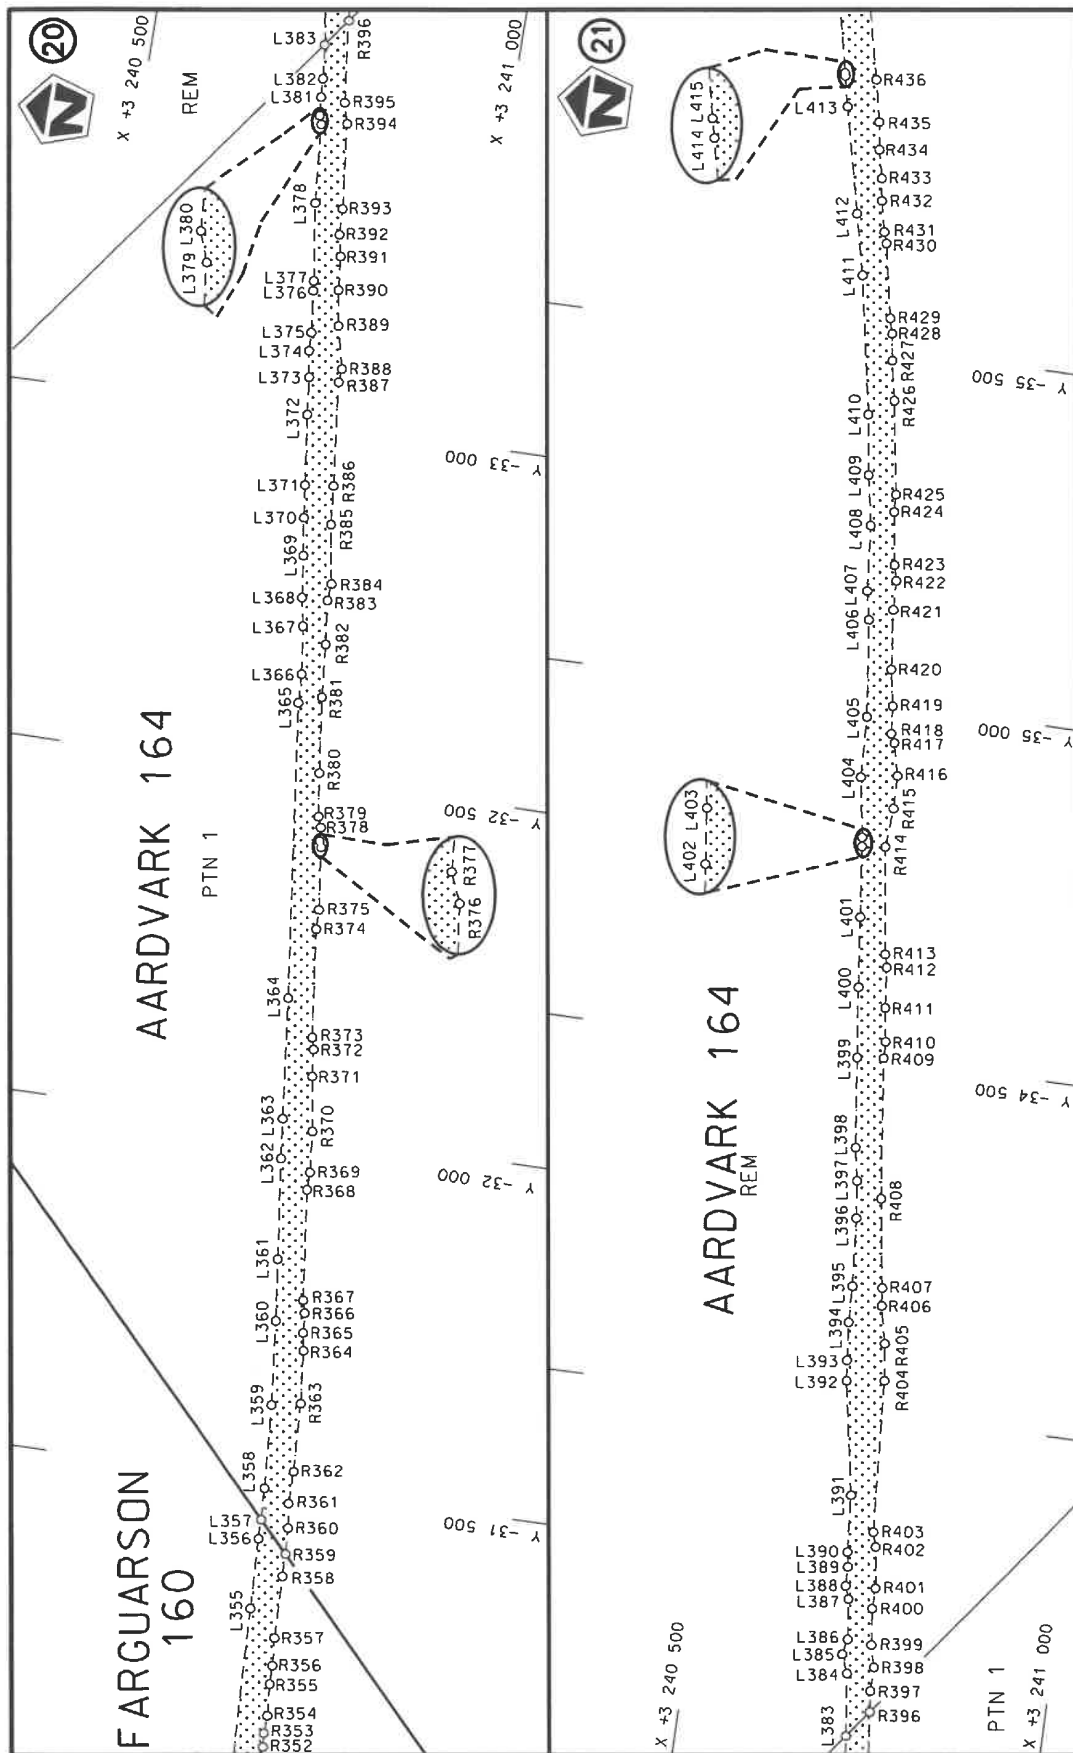 20
N
X +3 240 500
REM
X +3 241 000
L383
R396
L382
L381
R395
R394
L380
L379
L378
R393
R392
R391
L377
L376
R390
L375
R389
L374
R388
L373
R387
L372
Y -33 000
L371
R386
L370
R385
L369
R384
L368
R383
L367
R382
L366
R381
L365
AARDVARK 164
PTN 1
R380
Y -32 500
R379
R378
R377
R376
R375
R374
L364
R373
R372
R371
L363
R370
L362
R369
R368
Y -32 000
L361
R367
L360
R366
R365
R364
L359
R363
L358
R362
R361
L357
R360
L356
R359
Y -31 500
R358
L355
FARGUARSON
160
R357
R356
R355
R354
R353
R352
21
N
R436
L415
L414
L413
R435
R434
R433
R432
L412
R431
R430
L411
R429
R428
R427
Y -35 500
R426
L410
L409
R425
R424
L408
R423
L407
R422
L406
R421
R420
L405
R419
R418
R417
Y -35 000
L404
R416
L403
L402
R415
R414
L401
R413
R412
L400
R411
L399
R410
R409
Y -34 500
AARDVARK 164
REM
L398
L397
R408
L396
L395
R407
R406
L394
R405
L393
L392
R404
L391
R403
L390
R402
L389
L388
R401
L387
R400
L386
R399
L385
R398
L384
R397
L383
R396
X +3 240 500
PTN 1
X +3 241 000